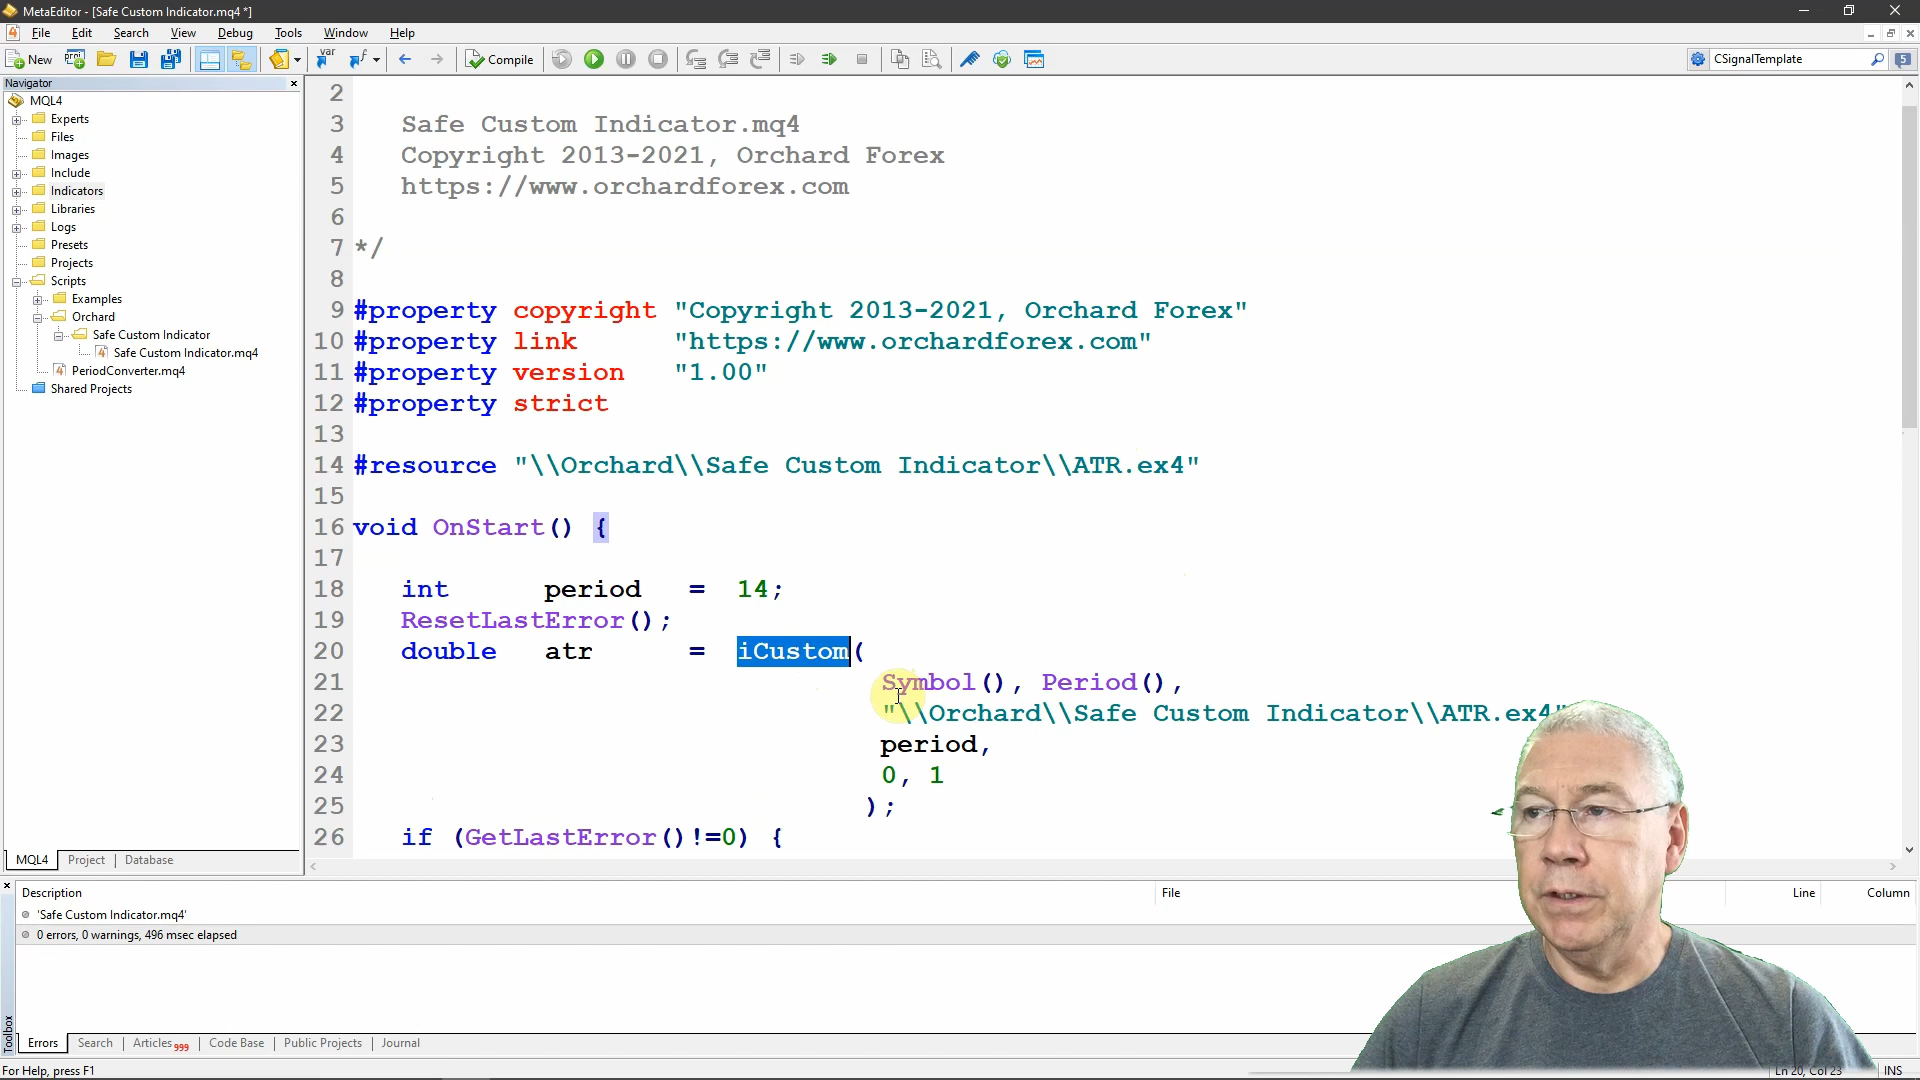 MetaEditor - [Safe Custom Indicator.mq4 *]
File Edit Search View Debug Tools Window Help
New Compile CSignalTemplate 5
Navigator
MQL4
Experts
Files
Images
Include
Indicators
Libraries
Logs
Presets
Projects
Scripts
Examples
Orchard
Safe Custom Indicator
Safe Custom Indicator.mq4
PeriodConverter.mq4
Shared Projects
MQL4 Project Database
2
3 Safe Custom Indicator.mq4
4 Copyright 2013-2021, Orchard Forex
5 https://www.orchardforex.com
6
7 */
8
9 #property copyright "Copyright 2013-2021, Orchard Forex"
10 #property link "https://www.orchardforex.com"
11 #property version "1.00"
12 #property strict
13
14 #resource "\\Orchard\\Safe Custom Indicator\\ATR.ex4"
15
16 void OnStart() {
17
18 int period = 14;
19 ResetLastError();
20 double atr = iCustom(
21 Symbol(), Period(),
22 "\\Orchard\\Safe Custom Indicator\\ATR.ex4"
23 period,
24 0, 1
25 );
26 if (GetLastError()!=0) {
Description File Line Column
'Safe Custom Indicator.mq4'
0 errors, 0 warnings, 496 msec elapsed
Toolbox
Errors Search Articles 999 Code Base Public Projects Journal
For Help, press F1 Ln 20, Col 23 INS